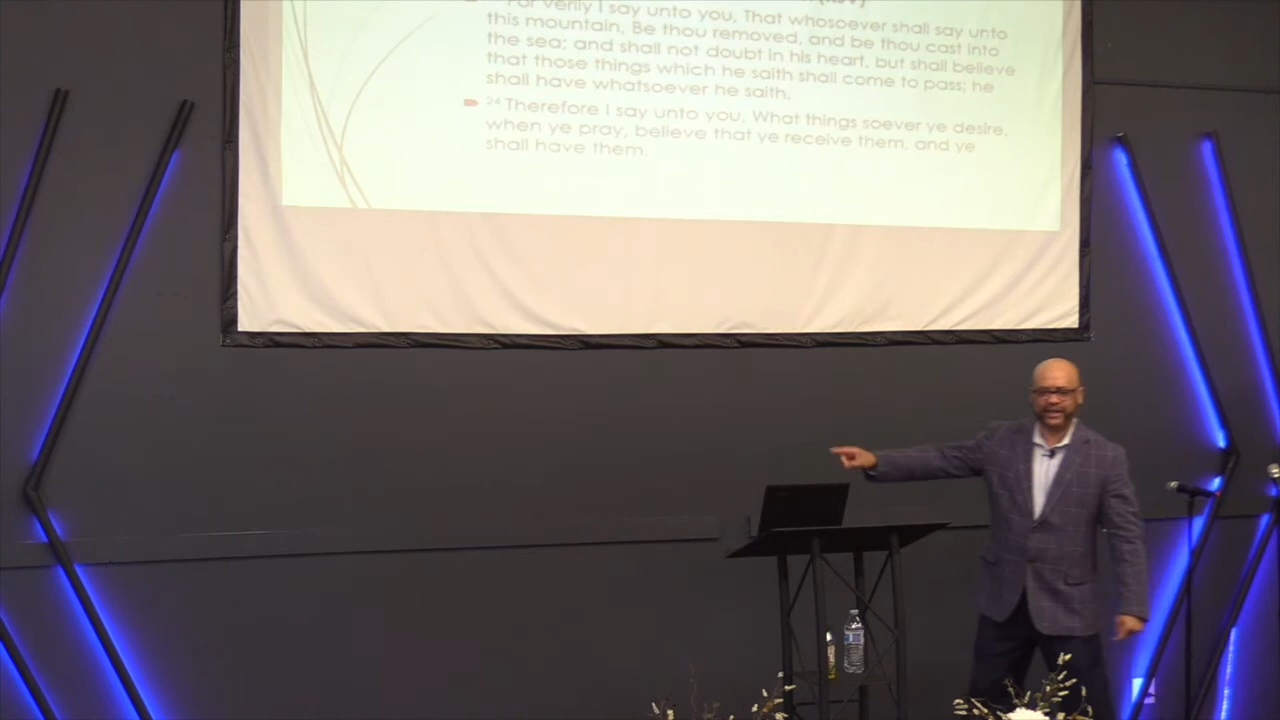 For verily I say unto you, That whosoever shall say unto
this mountain, Be thou removed, and be thou cast into
the sea; and shall not doubt in his heart, but shall believe
that those things which he saith shall come to pass; he
shall have whatsoever he saith.
24 Therefore I say unto you, What things soever ye desire,
when ye pray, believe that ye receive them, and ye
shall have them.